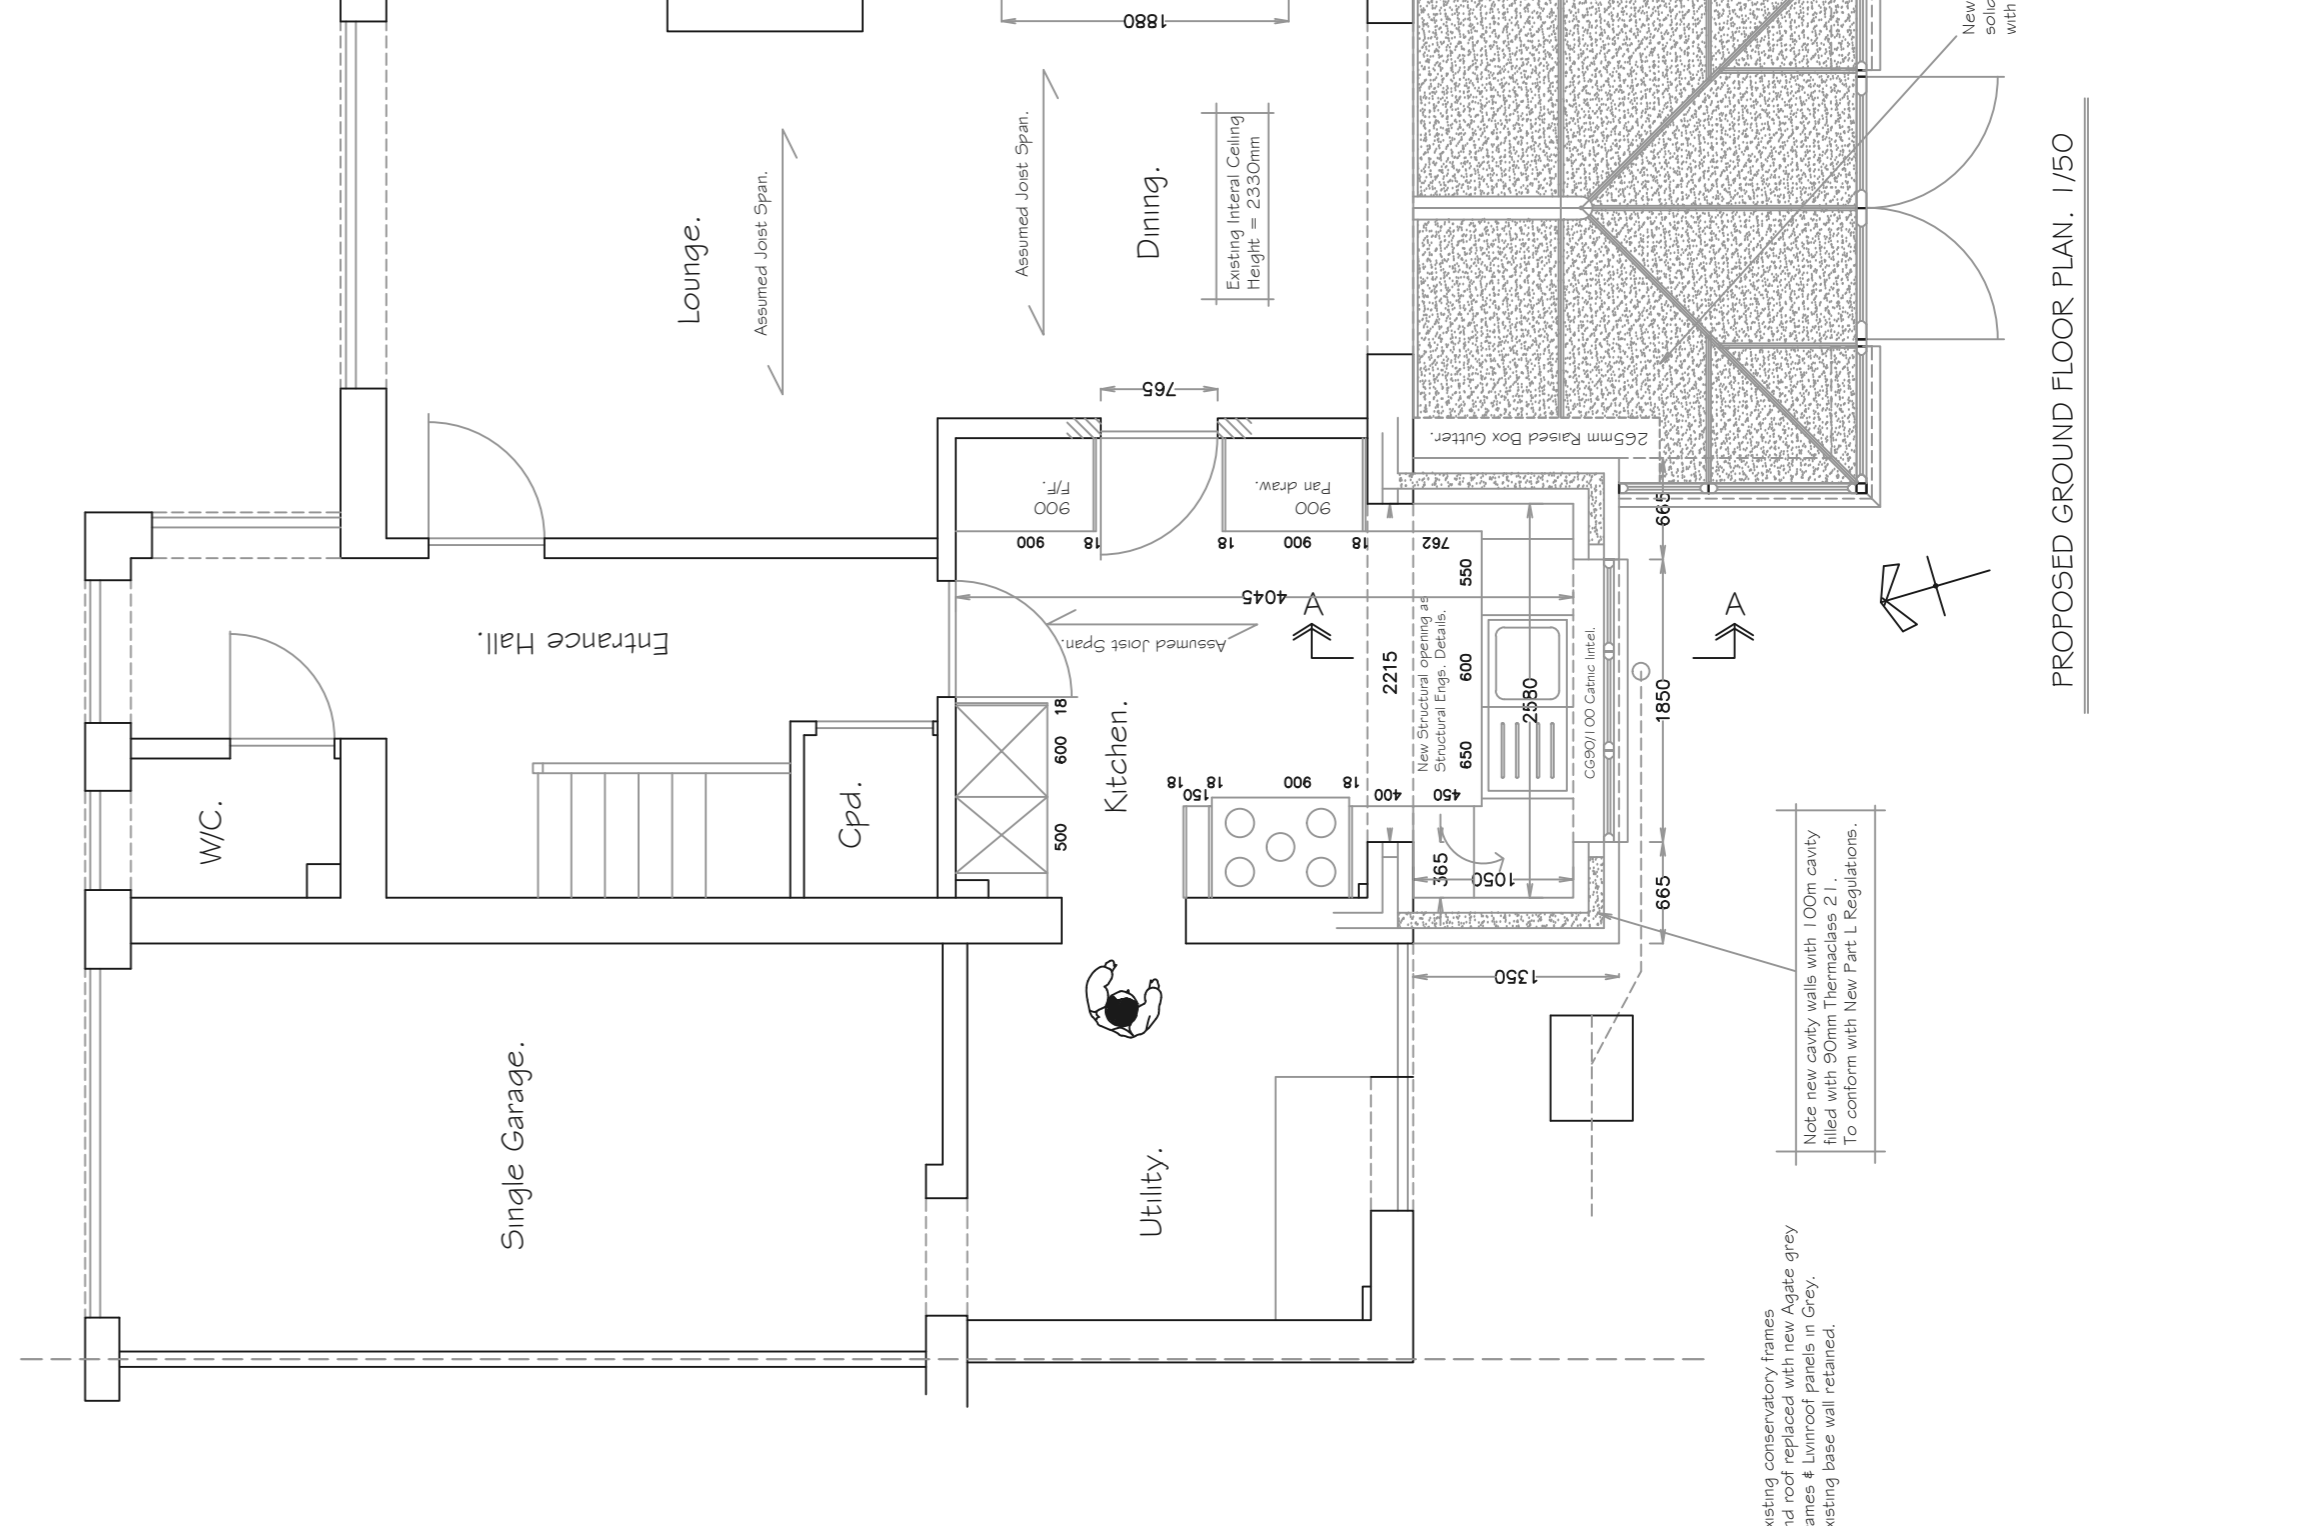 1880
New
solid
with
Lounge.
Assumed Joist Span.
Assumed Joist Span.
Dining.
Existing Interal Ceiling
Height = 2330mm
765
265mm Raised Box Gutter.
900
F/F.
900
Pan draw.
900
18
18
900
18
762
550
665
4045
A
A
Entrance Hall.
Assumed Joist Span.
2215
New Structural opening as
Structural Engs. Details.
600
2580
CG90/100 Catnic lintel.
1850
18
600
500
Kitchen.
650
18
150
18
900
18
400
450
365
1050
665
W/C.
Cpd.
1350
Note new cavity walls with 100m cavity
filled with 90mm Thermaclass 21.
To conform with New Part L Regulations.
Single Garage.
Utility.
xisting conservatory frames
nd roof replaced with new Agate grey
ames & Livinroof panels in Grey.
xisting base wall retained.
PROPOSED GROUND FLOOR PLAN. 1/50